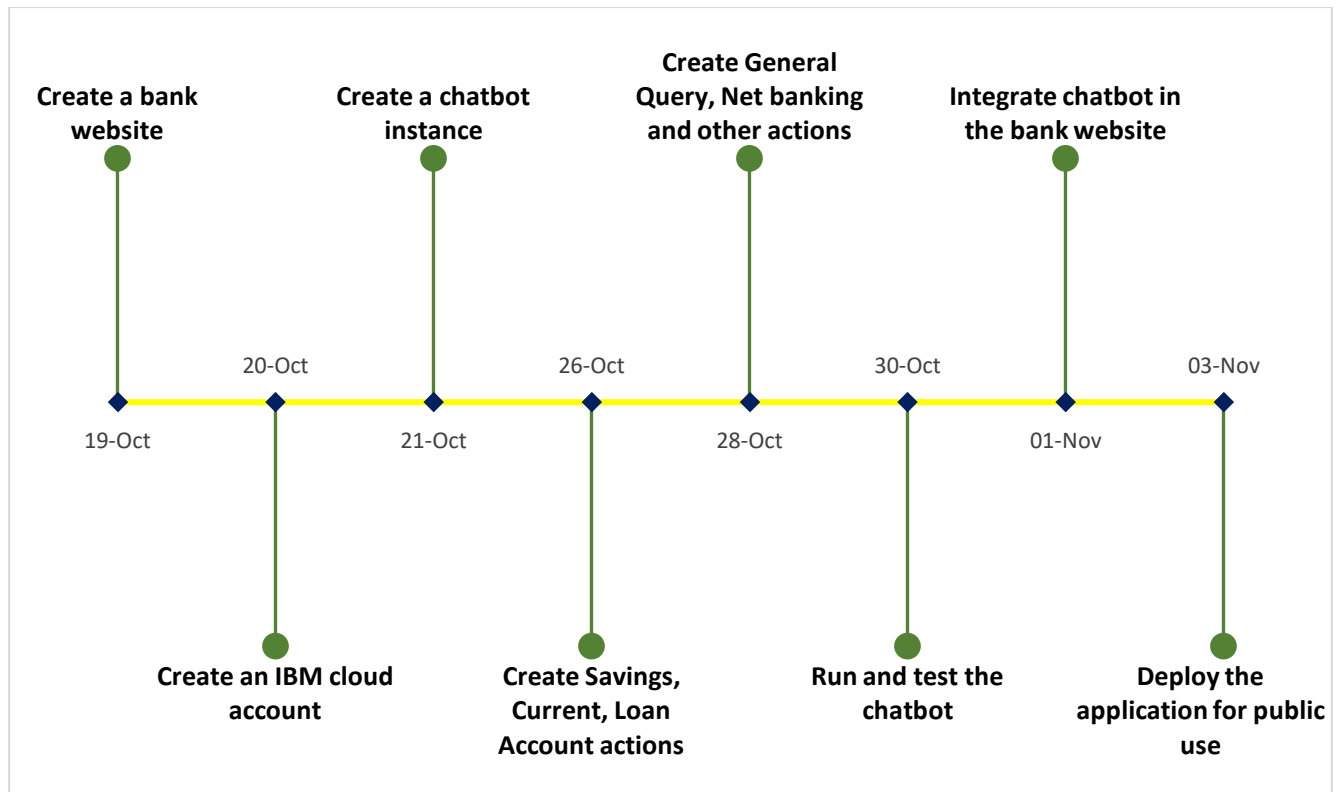 Create a bank
website
Create a chatbot
instance
Create General
Query, Net banking
and other actions
Integrate chatbot in
the bank website
20-Oct
26-Oct
30-Oct
03-Nov
19-Oct
21-Oct
28-Oct
01-Nov
Create an IBM cloud
account
Create Savings,
Current, Loan
Account actions
Run and test the
chatbot
Deploy the
application for public
use